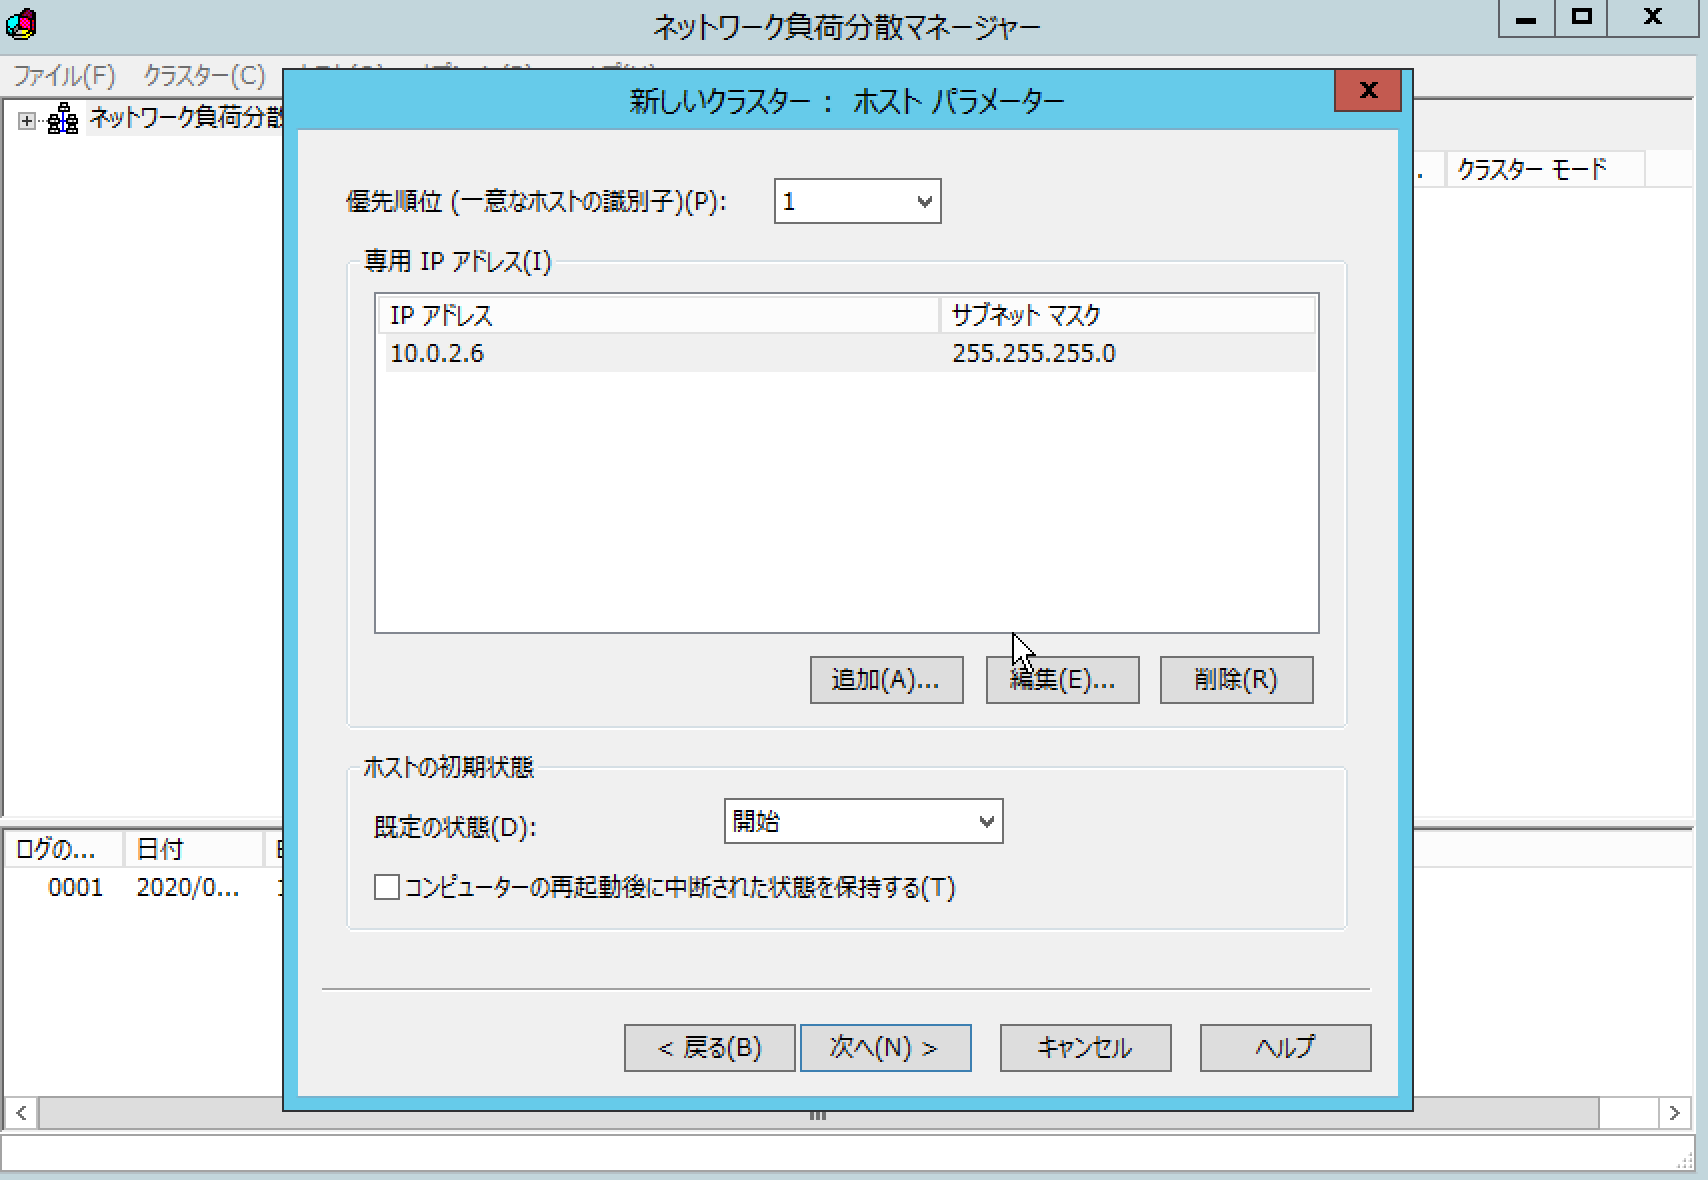 ネットワーク負荷分散マネージャー
ファイル(F) クラスター(C)
ネットワーク負荷分散
クラスター モード
新しいクラスター： ホスト パラメーター
優先順位 (一意なホストの識別子)(P): 1
専用 IP アドレス(I)
IP アドレス サブネット マスク
10.0.2.6 255.255.255.0
追加(A)... 編集(E)... 削除(R)
ホストの初期状態
既定の状態(D): 開始
コンピューターの再起動後に中断された状態を保持する(T)
< 戻る(B) 次へ(N) > キャンセル ヘルプ
ログの... 日付
0001 2020/0...